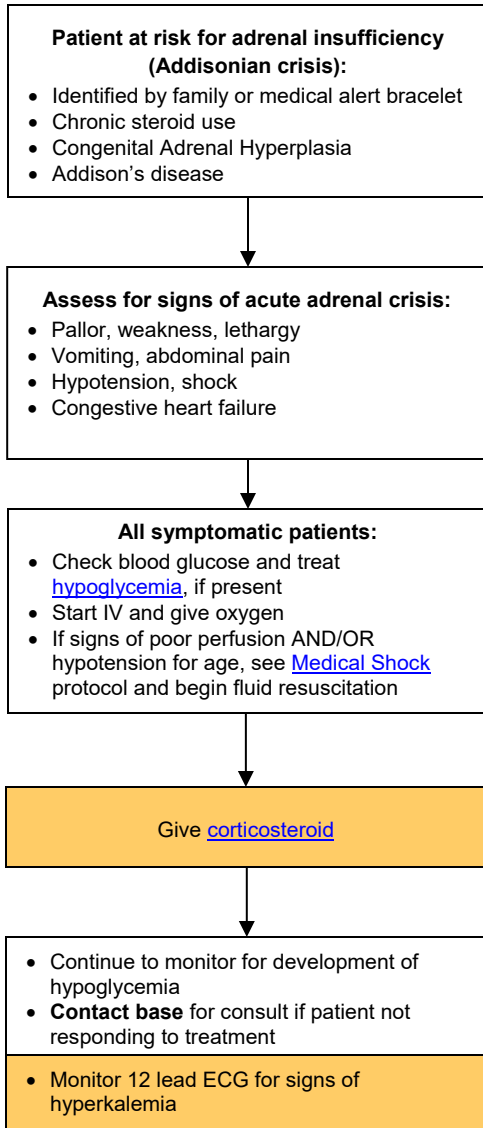 Patient at risk for adrenal insufficiency
(Addisonian crisis):
• Identified by family or medical alert bracelet
• Chronic steroid use
• Congenital Adrenal Hyperplasia
• Addison's disease
Assess for signs of acute adrenal crisis:
• Pallor, weakness, lethargy
• Vomiting, abdominal pain
• Hypotension, shock
• Congestive heart failure
All symptomatic patients:
• Check blood glucose and treat
hypoglycemia, if present
• Start IV and give oxygen
• If signs of poor perfusion AND/OR
hypotension for age, see Medical Shock
protocol and begin fluid resuscitation
Give corticosteroid
• Continue to monitor for development of
hypoglycemia
• Contact base for consult if patient not
responding to treatment
• Monitor 12 lead ECG for signs of
hyperkalemia